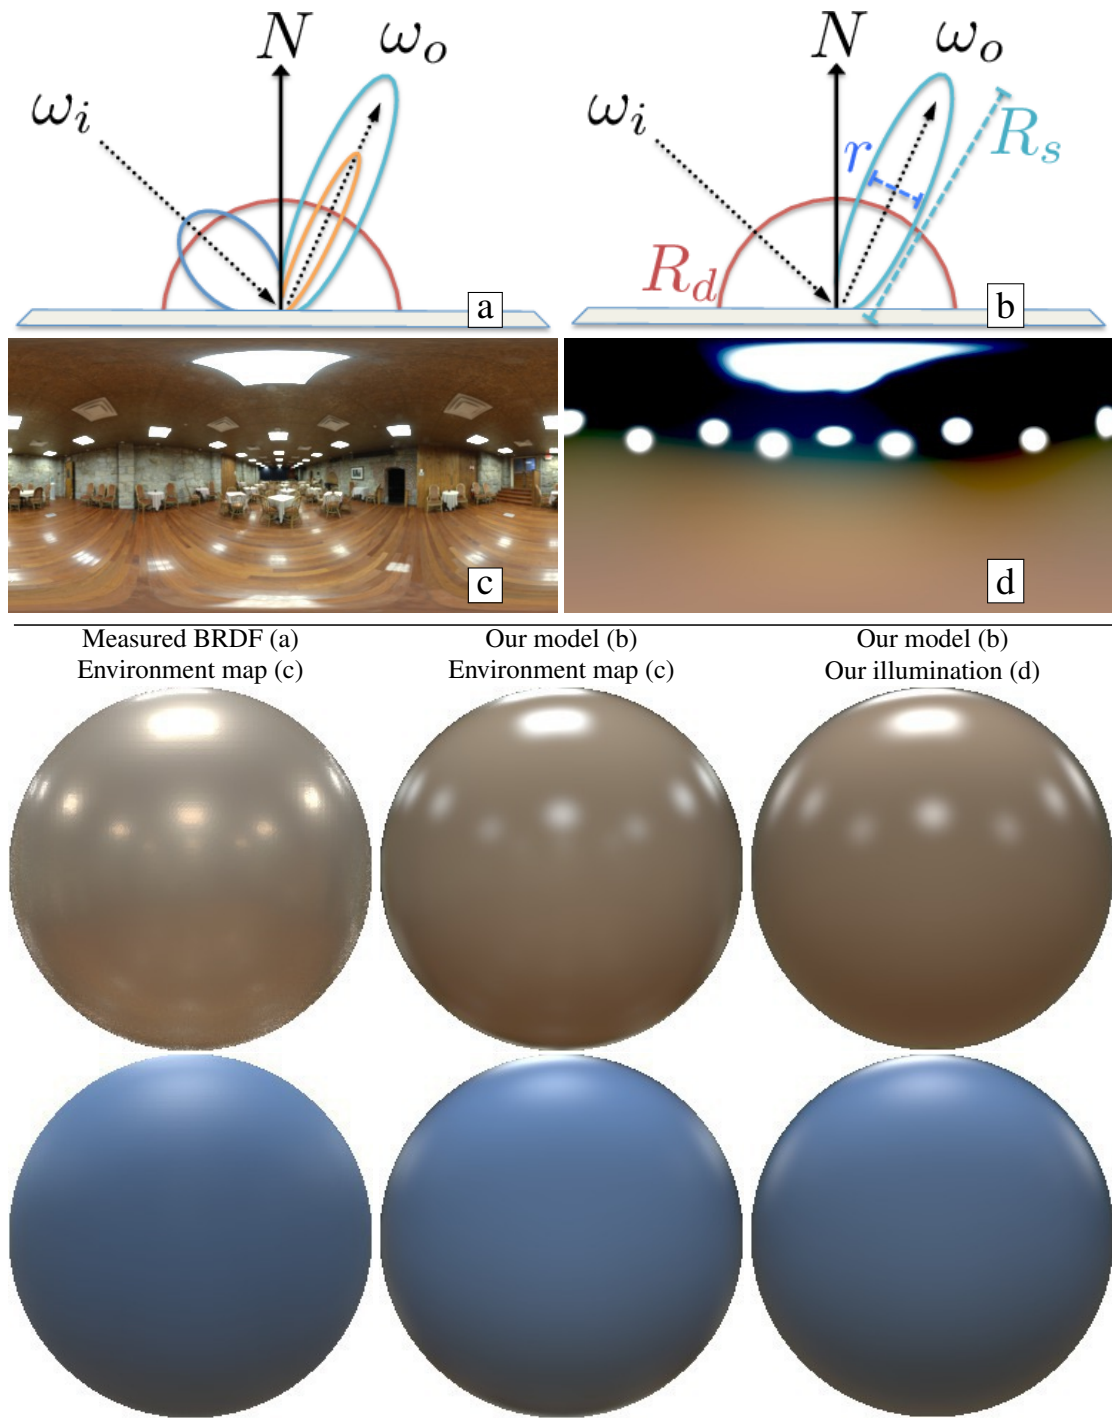 N
ω_o
ω_i
a
N
ω_o
ω_i
r
R_s
R_d
b
c
d
Measured BRDF (a)
Environment map (c)
Our model (b)
Environment map (c)
Our model (b)
Our illumination (d)